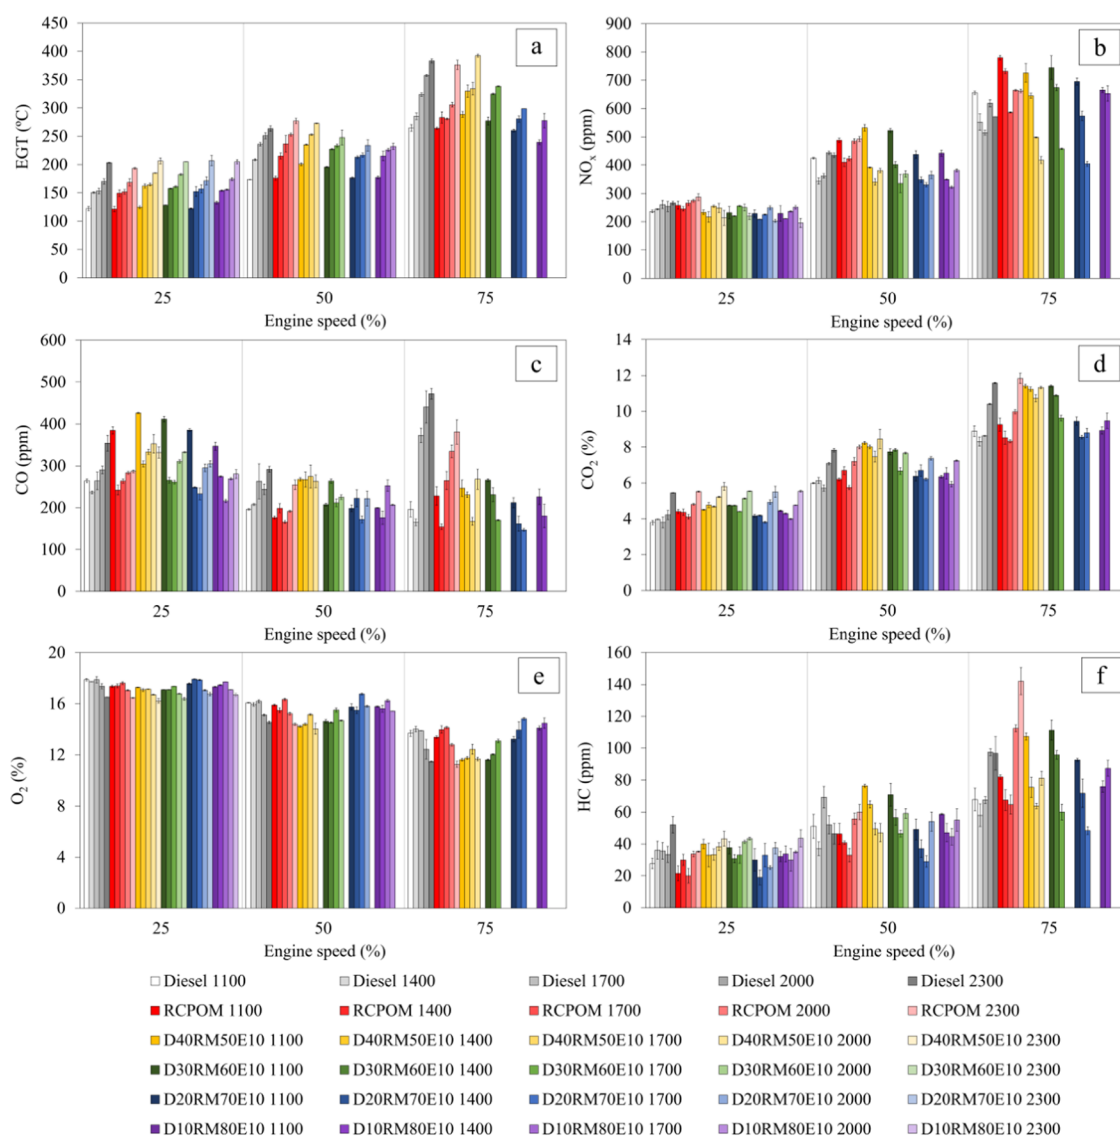 a
450
400
350
300
250
200
150
100
50
0
EGT (ºC)
25 50 75
Engine speed (%)
b
900
800
700
600
500
400
300
200
100
0
NOx (ppm)
25 50 75
Engine speed (%)
c
600
500
400
300
200
100
0
CO (ppm)
25 50 75
Engine speed (%)
d
14
12
10
8
6
4
2
0
CO2 (%)
25 50 75
Engine speed (%)
e
20
16
12
8
4
0
O2 (%)
25 50 75
Engine speed (%)
f
160
140
120
100
80
60
40
20
0
HC (ppm)
25 50 75
Engine speed (%)
Diesel 1100 Diesel 1400 Diesel 1700 Diesel 2000 Diesel 2300
RCPOM 1100 RCPOM 1400 RCPOM 1700 RCPOM 2000 RCPOM 2300
D40RM50E10 1100 D40RM50E10 1400 D40RM50E10 1700 D40RM50E10 2000 D40RM50E10 2300
D30RM60E10 1100 D30RM60E10 1400 D30RM60E10 1700 D30RM60E10 2000 D30RM60E10 2300
D20RM70E10 1100 D20RM70E10 1400 D20RM70E10 1700 D20RM70E10 2000 D20RM70E10 2300
D10RM80E10 1100 D10RM80E10 1400 D10RM80E10 1700 D10RM80E10 2000 D10RM80E10 2300